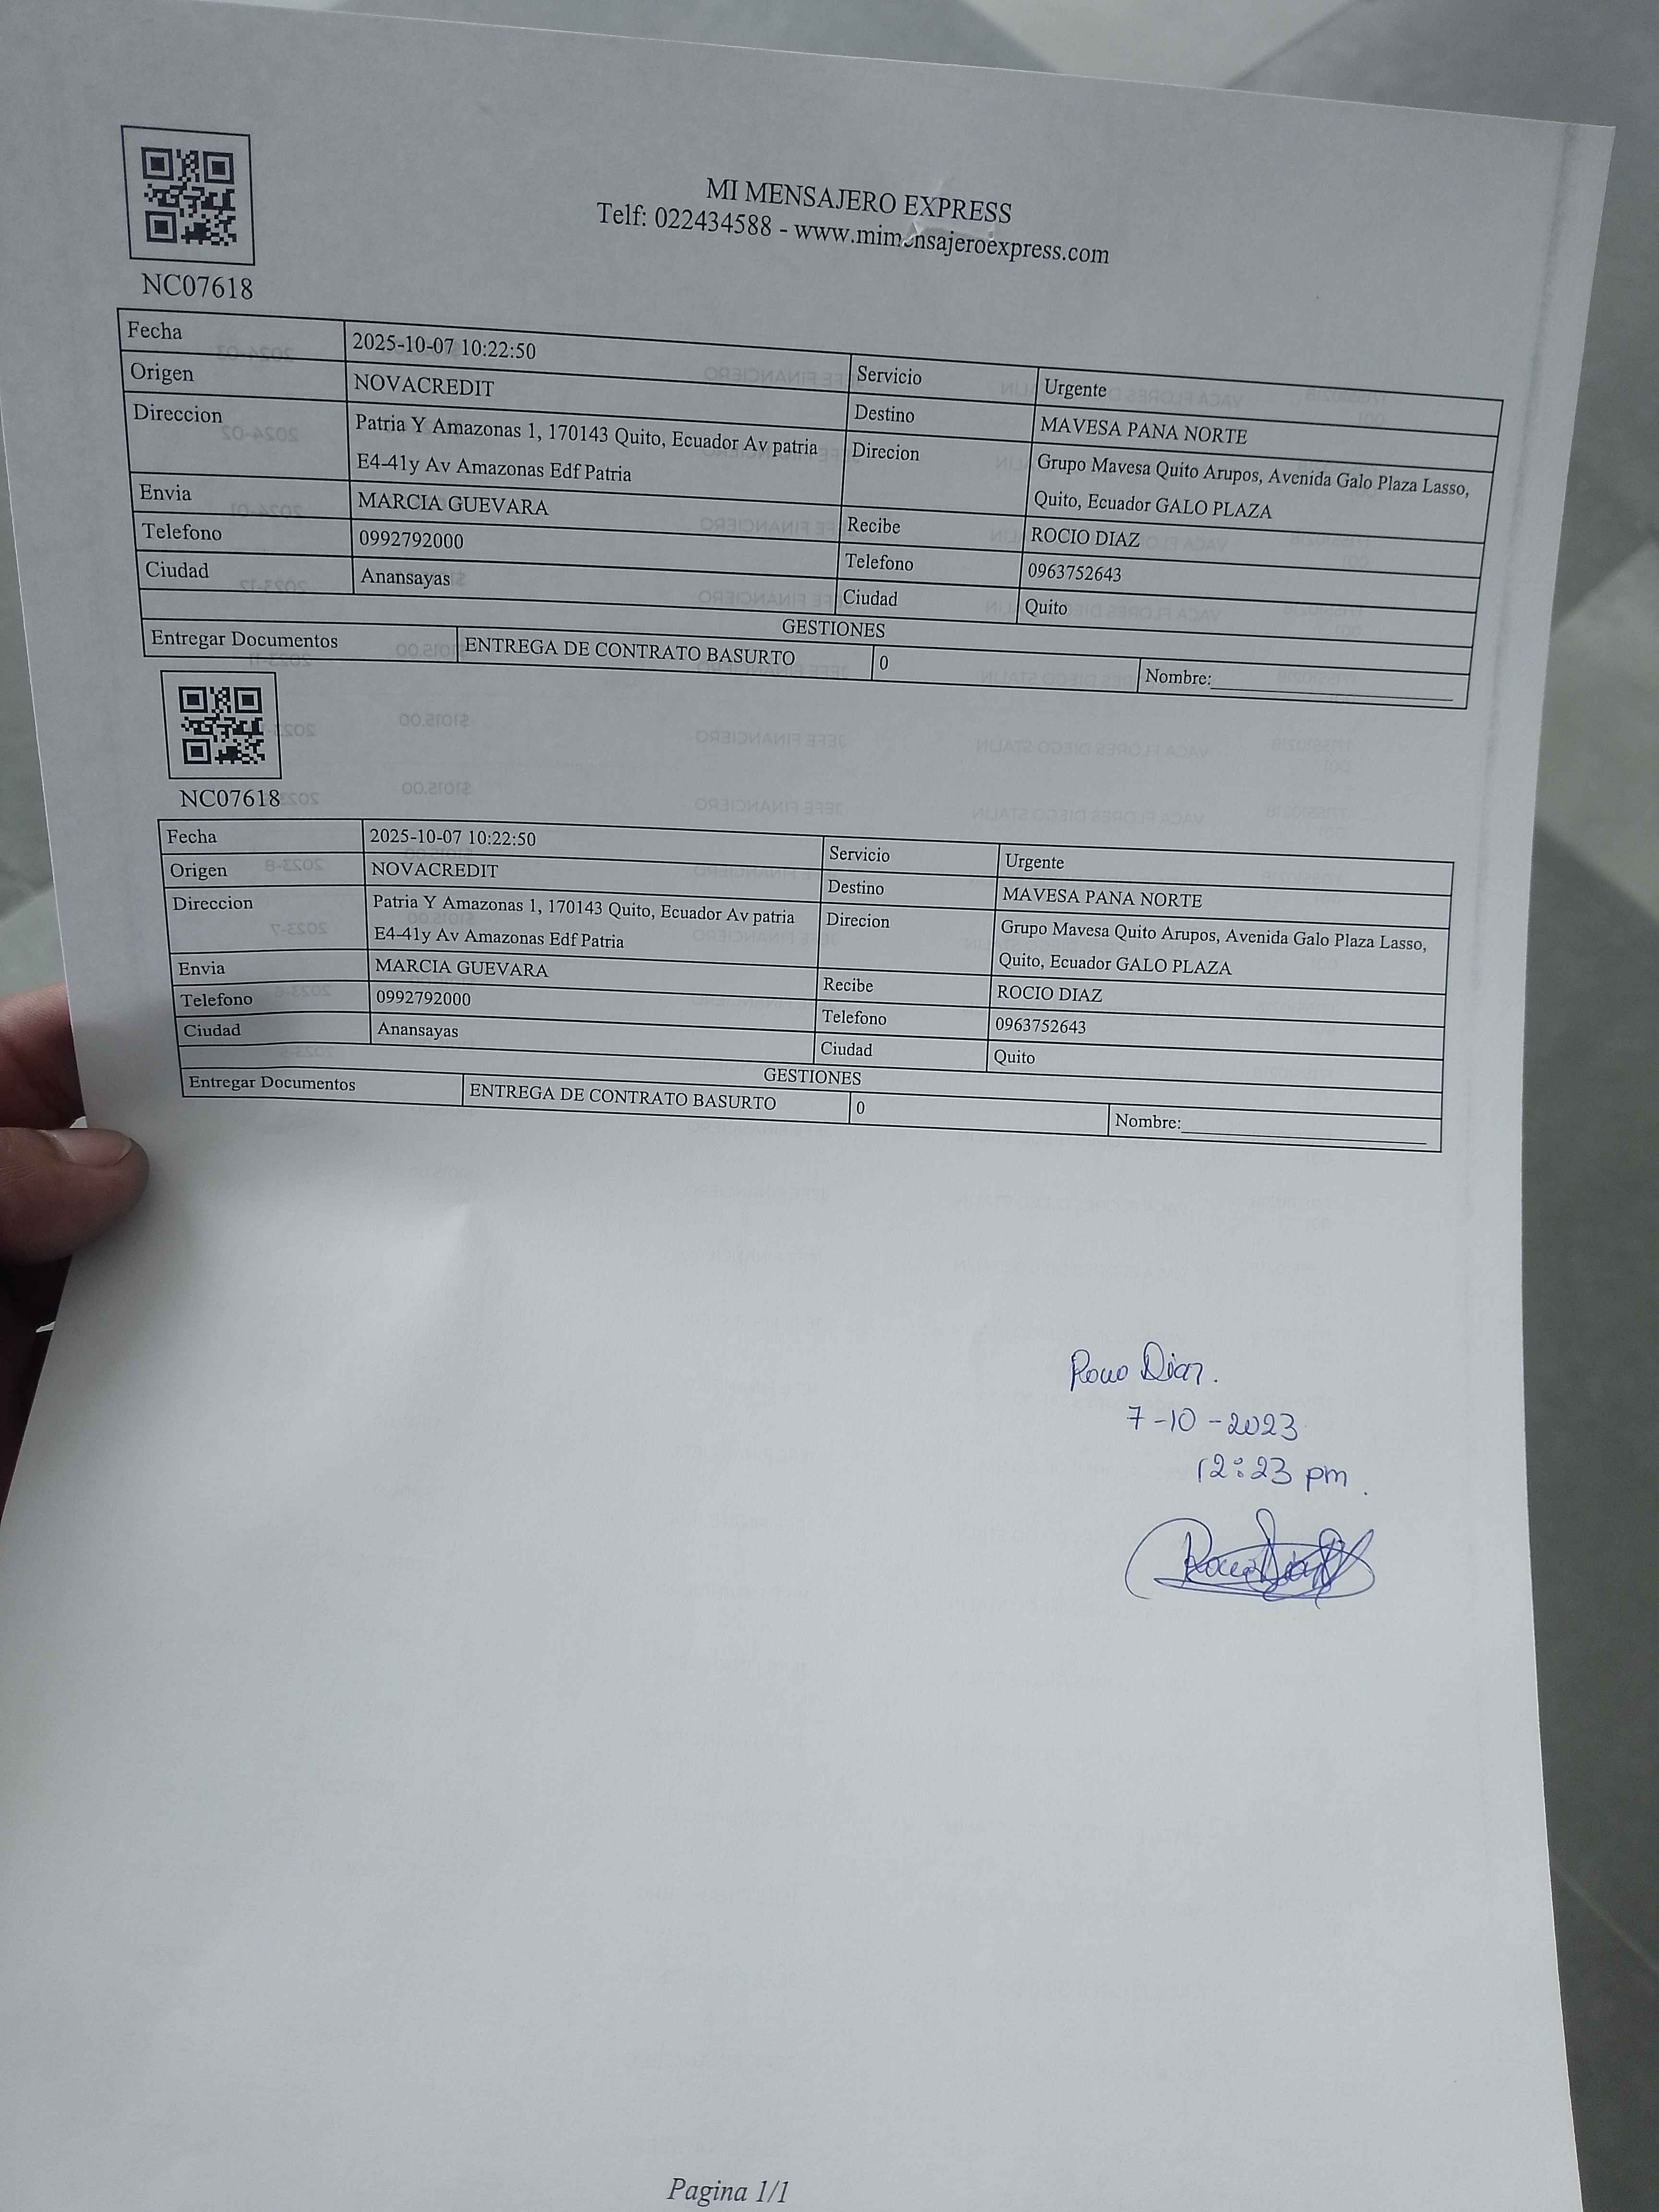 MI MENSAJERO EXPRESS
Telf: 022434588 - www.mimensajeroexpress.com
NC07618
Fecha 2025-10-07 10:22:50 Servicio Urgente
Origen NOVACREDIT Destino MAVESA PANA NORTE
Direccion Patria Y Amazonas 1, 170143 Quito, Ecuador Av patria Direcion Grupo Mavesa Quito Arupos, Avenida Galo Plaza Lasso,
E4-41y Av Amazonas Edf Patria Quito, Ecuador GALO PLAZA
Envia MARCIA GUEVARA Recibe ROCIO DIAZ
Telefono 0992792000 Telefono 0963752643
Ciudad Anansayas Ciudad Quito
GESTIONES
Entregar Documentos ENTREGA DE CONTRATO BASURTO 0 Nombre:
NC07618
Fecha 2025-10-07 10:22:50 Servicio Urgente
Origen NOVACREDIT Destino MAVESA PANA NORTE
Direccion Patria Y Amazonas 1, 170143 Quito, Ecuador Av patria Direcion Grupo Mavesa Quito Arupos, Avenida Galo Plaza Lasso,
E4-41y Av Amazonas Edf Patria Quito, Ecuador GALO PLAZA
Envia MARCIA GUEVARA Recibe ROCIO DIAZ
Telefono 0992792000 Telefono 0963752643
Ciudad Anansayas Ciudad Quito
GESTIONES
Entregar Documentos ENTREGA DE CONTRATO BASURTO 0 Nombre:
Rocio Diaz.
7-10-2023
12:23 pm.
Pagina 1/1